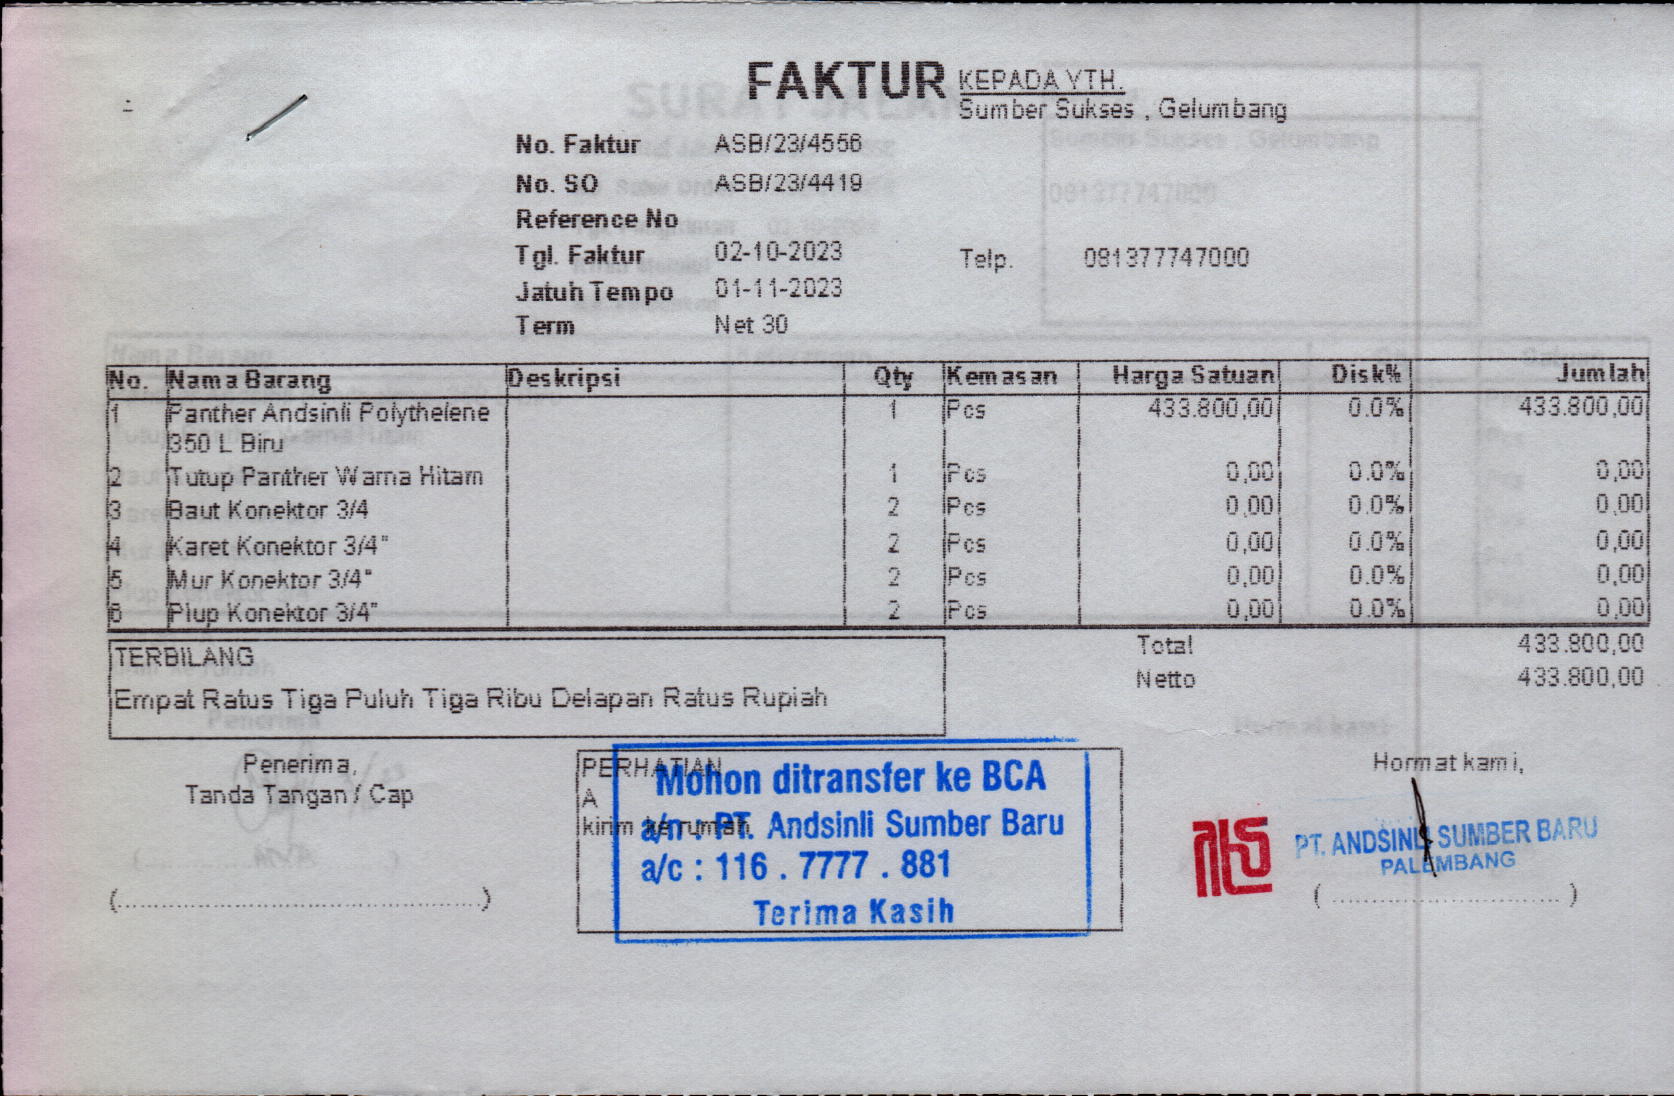 FAKTUR
KEPADA YTH.
Sumber Sukses , Gelumbang
No. Faktur ASB/23/4556
No. SO ASB/23/4419
Reference No
Tgl. Faktur 02-10-2023
Telp. 081377747000
Jatuh Tempo 01-11-2023
Term Net 30
No. Nama Barang Deskripsi Qty Kemasan Harga Satuan Disk% Jumlah
1 Panther Andsinli Polythelene 1 Pcs 433.800,00 0.0% 433.800,00
350 L Biru
2 Tutup Panther Warna Hitam 1 Pcs 0,00 0.0% 0,00
3 Baut Konektor 3/4 2 Pcs 0,00 0.0% 0,00
4 Karet Konektor 3/4" 2 Pcs 0,00 0.0% 0,00
5 Mur Konektor 3/4" 2 Pcs 0,00 0.0% 0,00
6 Plup Konektor 3/4" 2 Pcs 0,00 0.0% 0,00
TERBILANG
Empat Ratus Tiga Puluh Tiga Ribu Delapan Ratus Rupiah
Total 433.800,00
Netto 433.800,00
Penerima,
Tanda Tangan / Cap
(..............................................)
PERHATIAN
A
kirim ke rumah
Mohon ditransfer ke BCA
a/n : PT. Andsinli Sumber Baru
a/c : 116 . 7777 . 881
Terima Kasih
Hormat kami,
PT. ANDSINLI SUMBER BARU
PALEMBANG
( ............................. )